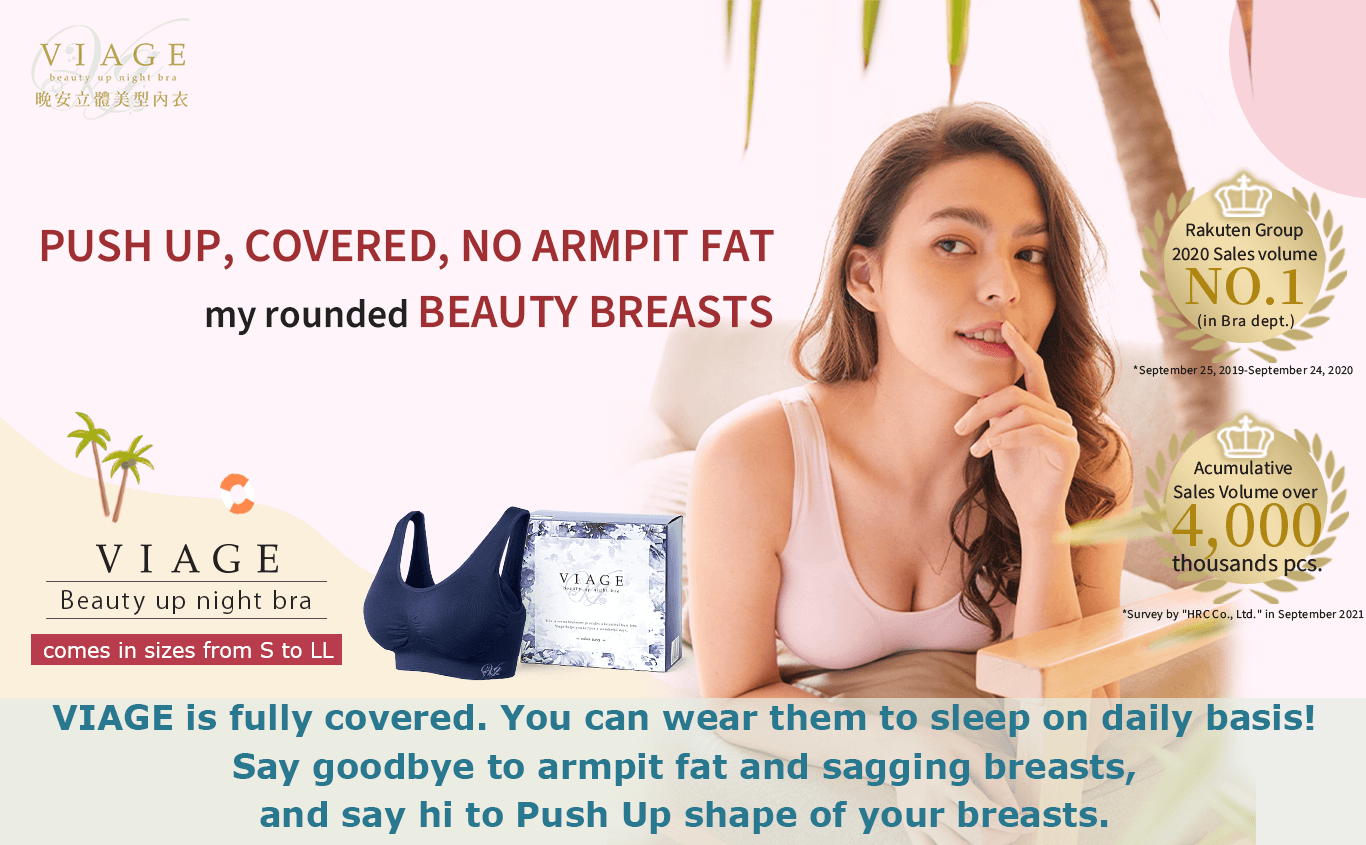 VIAGE
beauty up night bra
晚安立體美型內衣
PUSH UP, COVERED, NO ARMPIT FAT
my rounded BEAUTY BREASTS
Rakuten Group
2020 Sales volume
NO.1
(in Bra dept.)
*September 25, 2019-September 24, 2020
Acumulative
Sales Volume over
4,000
thousands pcs.
*Survey by "HRC Co., Ltd." in September 2021
VIAGE
Beauty up night bra
comes in sizes from S to LL
VIAGE
beauty up night bra
VIAGE is fully covered. You can wear them to sleep on daily basis!
Say goodbye to armpit fat and sagging breasts,
and say hi to Push Up shape of your breasts.